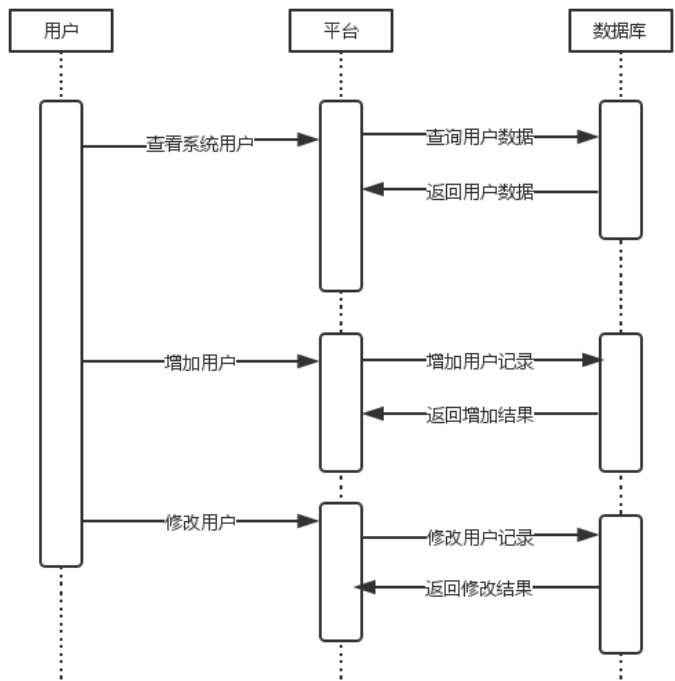 用户
平台
数据库
查看系统用户
查询用户数据
返回用户数据
增加用户
增加用户记录
返回增加结果
修改用户
修改用户记录
返回修改结果